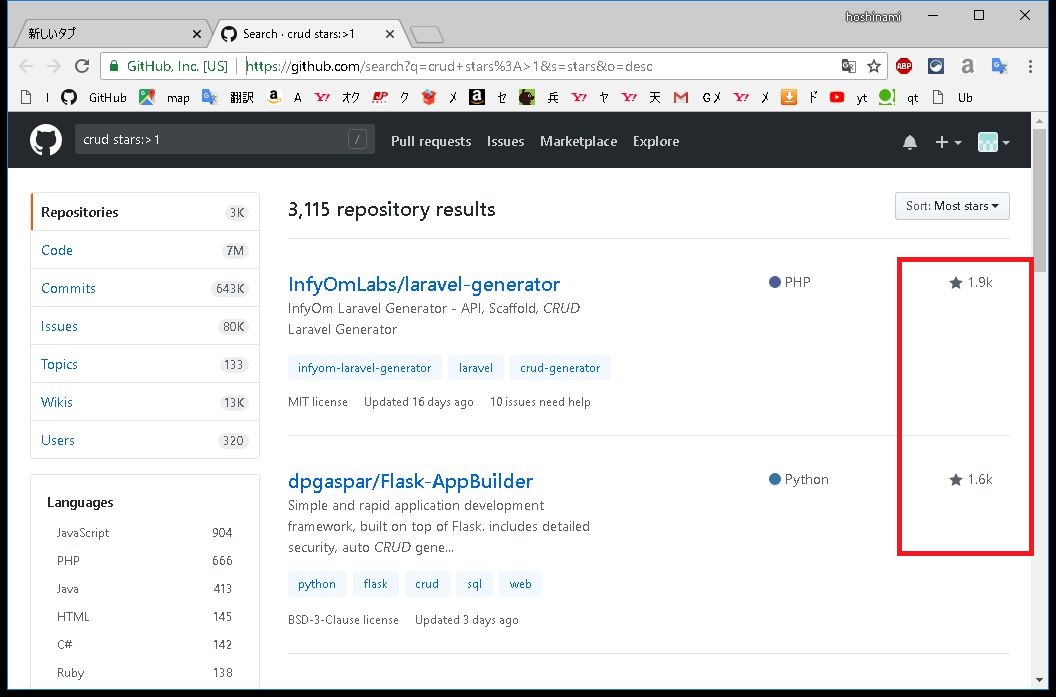 hoshinami
新しいタブ
Search · crud stars:>1
GitHub, Inc. [US] https://github.com/search?q=crud+stars%3A>1&s=stars&o=desc
I GitHub map 翻訳 A オク ク メ セ 兵 ヤ 天 Gメ メ ド yt qt Ub
crud stars:>1 /
Pull requests Issues Marketplace Explore
Repositories 3K
Code 7M
Commits 643K
Issues 80K
Topics 133
Wikis 13K
Users 320
Languages
JavaScript 904
PHP 666
Java 413
HTML 145
C# 142
Ruby 138
3,115 repository results
Sort: Most stars
InfyOmLabs/laravel-generator
PHP
1.9k
InfyOm Laravel Generator - API, Scaffold, CRUD
Laravel Generator
infyom-laravel-generator laravel crud-generator
MIT license Updated 16 days ago 10 issues need help
dpgaspar/Flask-AppBuilder
Python
1.6k
Simple and rapid application development
framework, built on top of Flask. includes detailed
security, auto CRUD gene...
python flask crud sql web
BSD-3-Clause license Updated 3 days ago